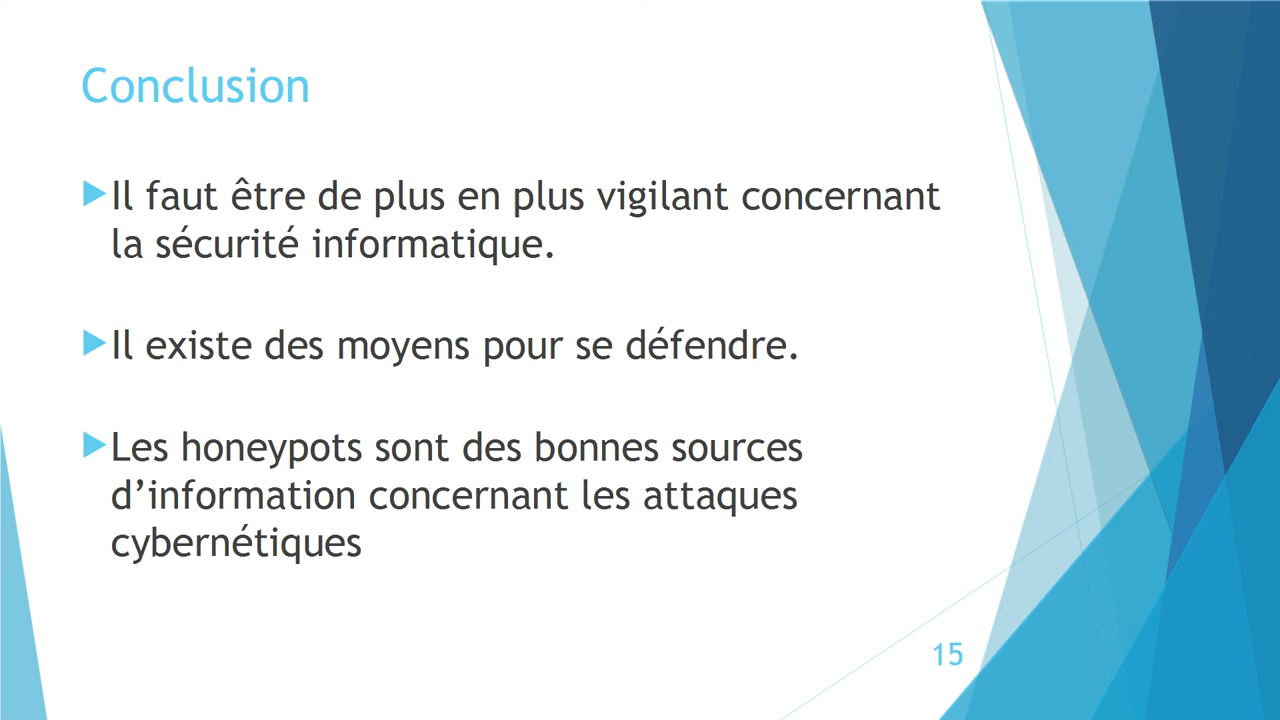 Conclusion
Il faut être de plus en plus vigilant concernant
la sécurité informatique.
Il existe des moyens pour se défendre.
Les honeypots sont des bonnes sources
d’information concernant les attaques
cybernétiques
15